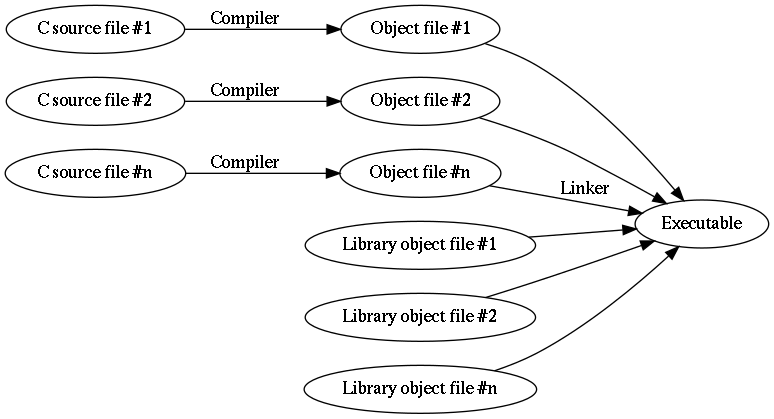 C source file #1
Compiler
Object file #1
C source file #2
Compiler
Object file #2
C source file #n
Compiler
Object file #n
Linker
Executable
Library object file #1
Library object file #2
Library object file #n